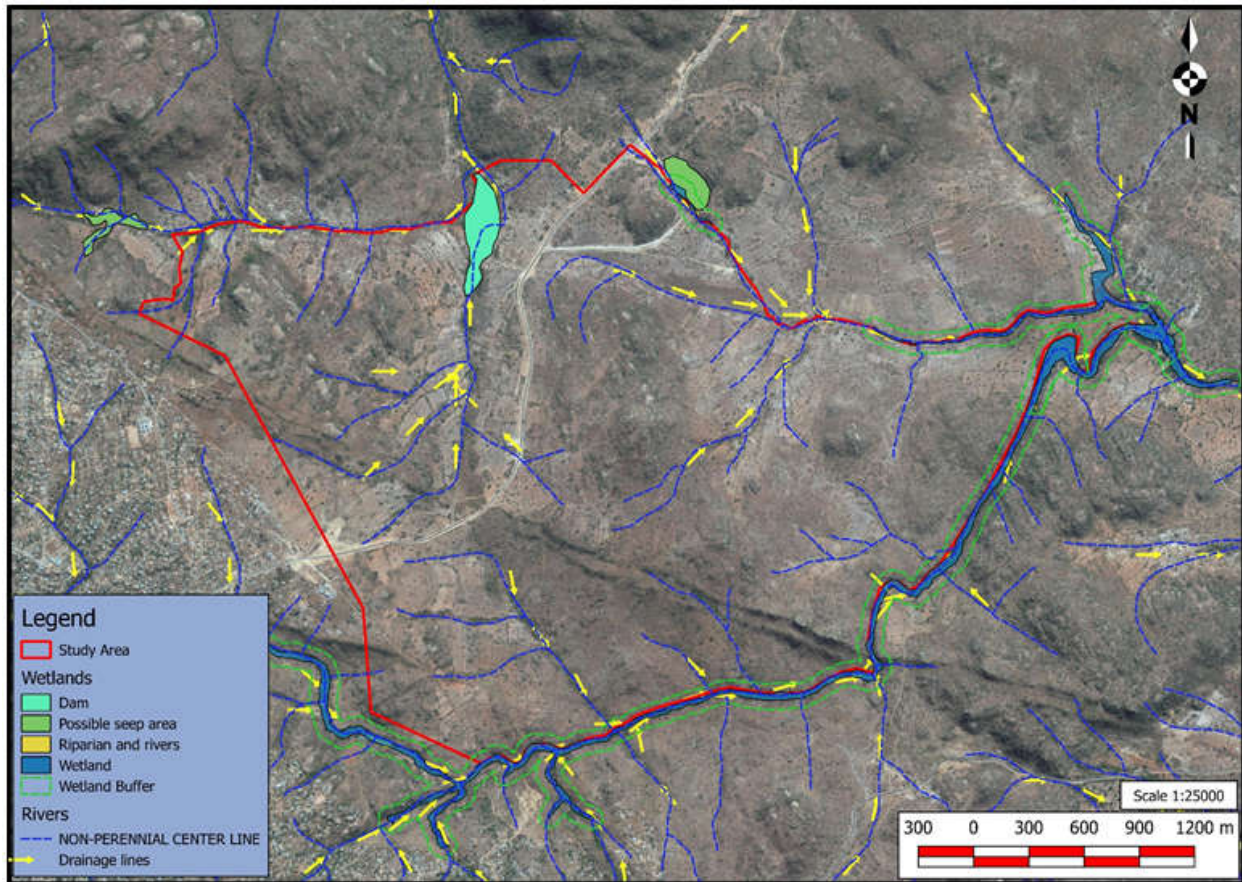 N
Legend
Study Area
Wetlands
Dam
Possible seep area
Riparian and rivers
Wetland
Wetland Buffer
Rivers
NON-PERENNIAL CENTER LINE
Drainage lines
Scale 1:25000
300 0 300 600 900 1200 m